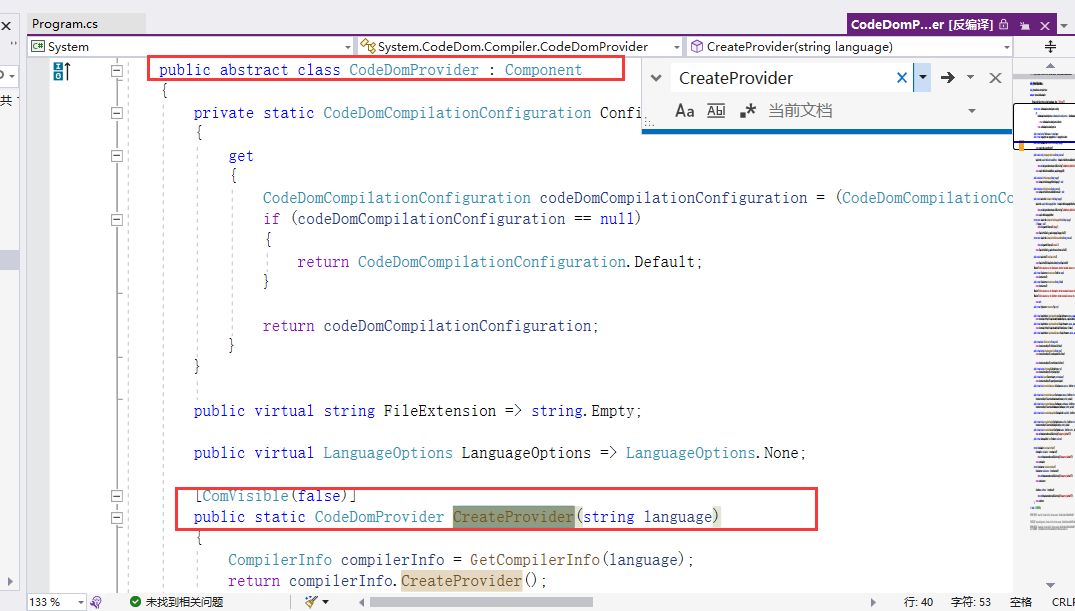 Program.cs
CodeDomP...er [反编译]
C# System
System.CodeDom.Compiler.CodeDomProvider
CreateProvider(string language)
共
public abstract class CodeDomProvider : Component
CreateProvider
{
Aa Abl 当前文档
private static CodeDomCompilationConfiguration Confi
{
get
{
CodeDomCompilationConfiguration codeDomCompilationConfiguration = (CodeDomCompilationCo
if (codeDomCompilationConfiguration == null)
{
return CodeDomCompilationConfiguration.Default;
}
return codeDomCompilationConfiguration;
}
}
public virtual string FileExtension => string.Empty;
public virtual LanguageOptions LanguageOptions => LanguageOptions.None;
[ComVisible(false)]
public static CodeDomProvider CreateProvider(string language)
{
CompilerInfo compilerInfo = GetCompilerInfo(language);
return compilerInfo.CreateProvider();
133 % 未找到相关问题 行: 40 字符: 53 空格 CRLF